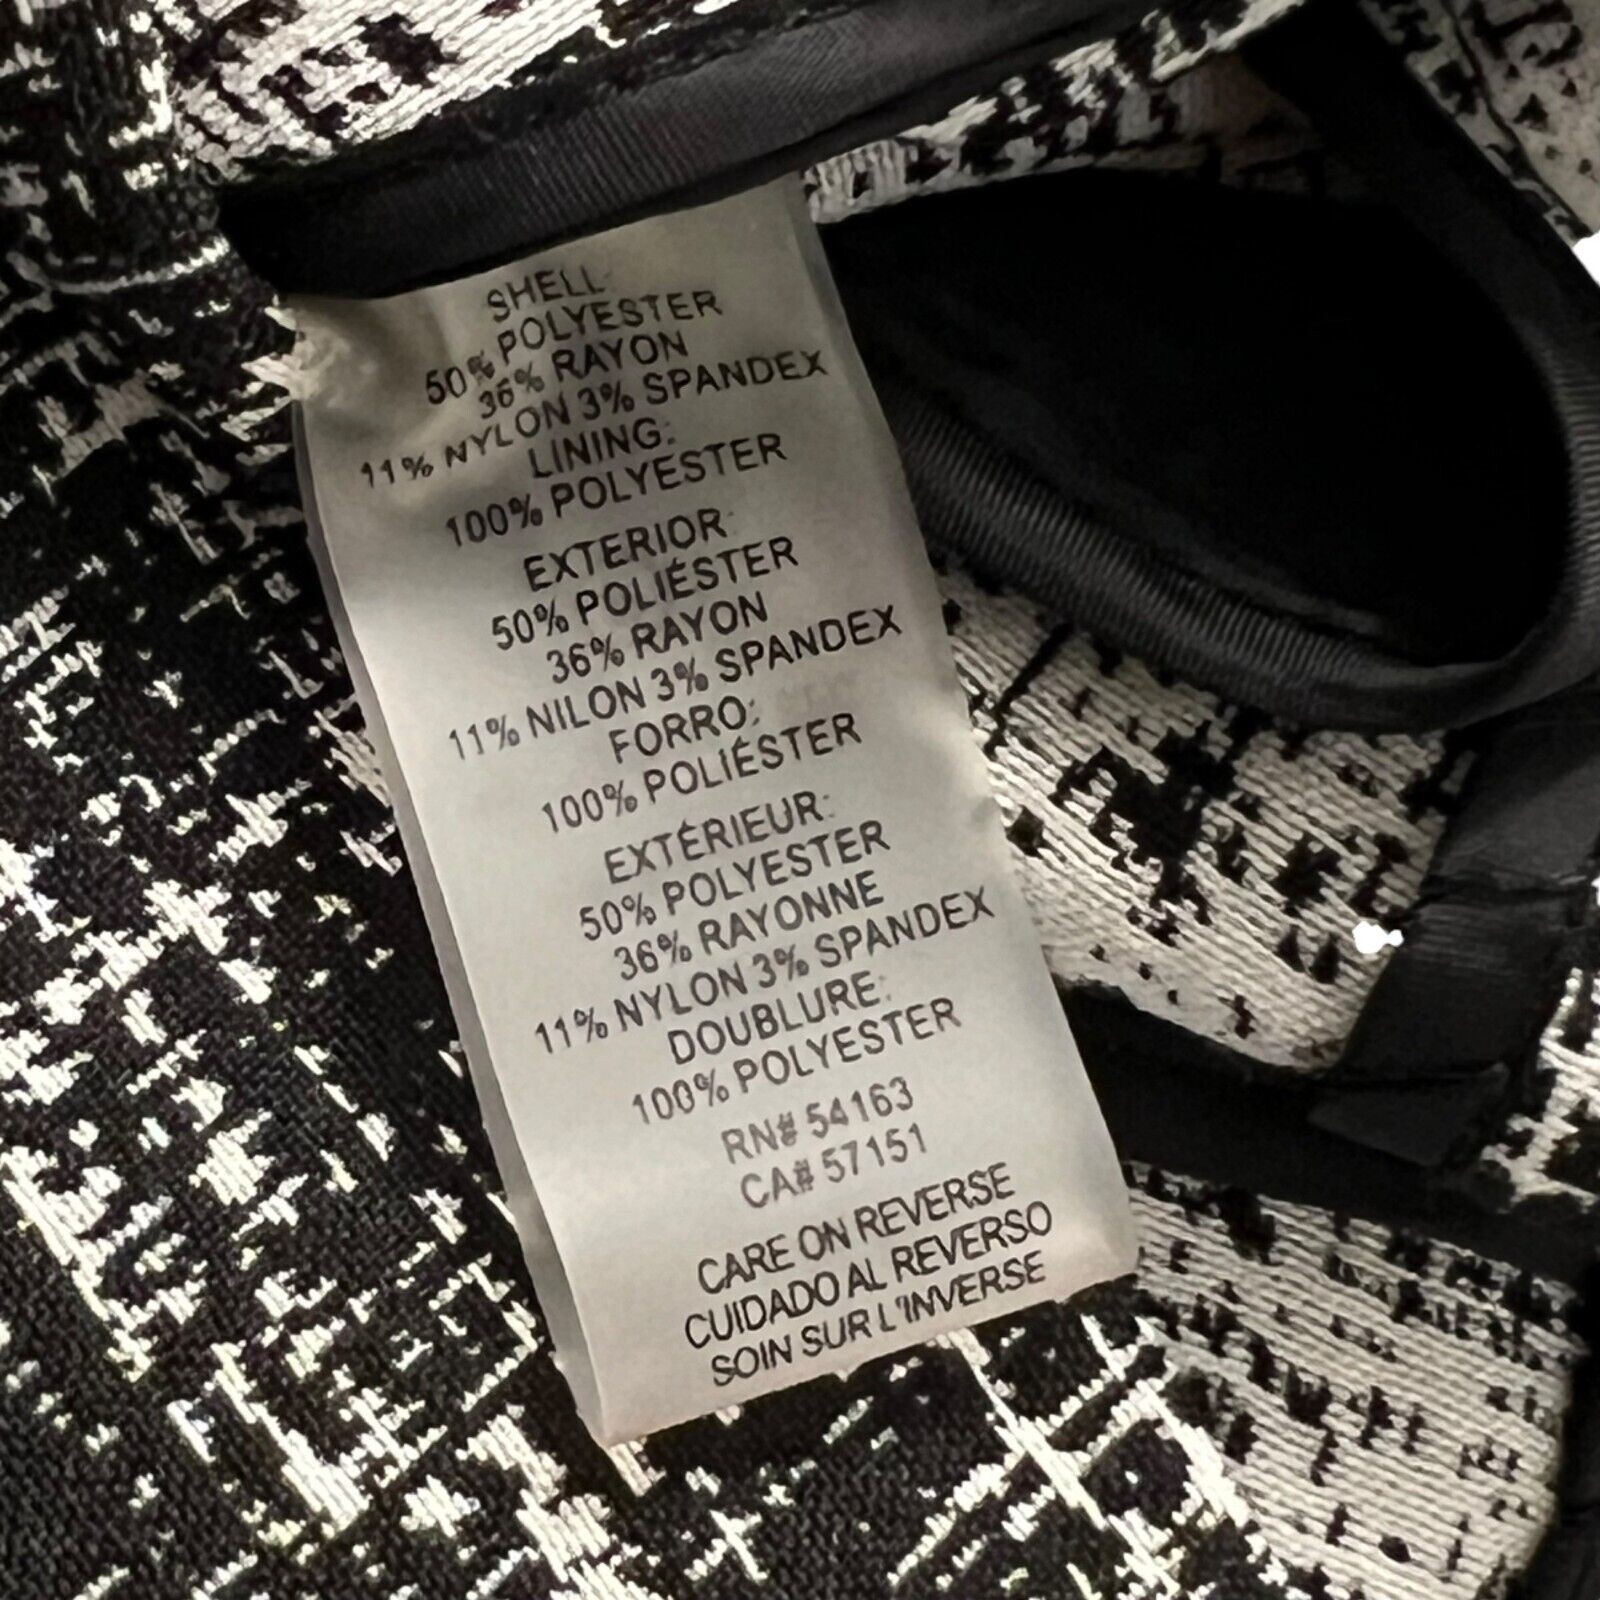 SHELL:
50% POLYESTER
36% RAYON
11% NYLON 3% SPANDEX
LINING:
100% POLYESTER
EXTERIOR:
50% POLIÉSTER
36% RAYON
11% NILON 3% SPANDEX
FORRO:
100% POLIÉSTER
EXTÉRIEUR:
50% POLYESTER
36% RAYONNE
11% NYLON 3% SPANDEX
DOUBLURE:
100% POLYESTER
RN# 54163
CA# 57151
CARE ON REVERSE
CUIDADO AL REVERSO
SOIN SUR L'INVERSE